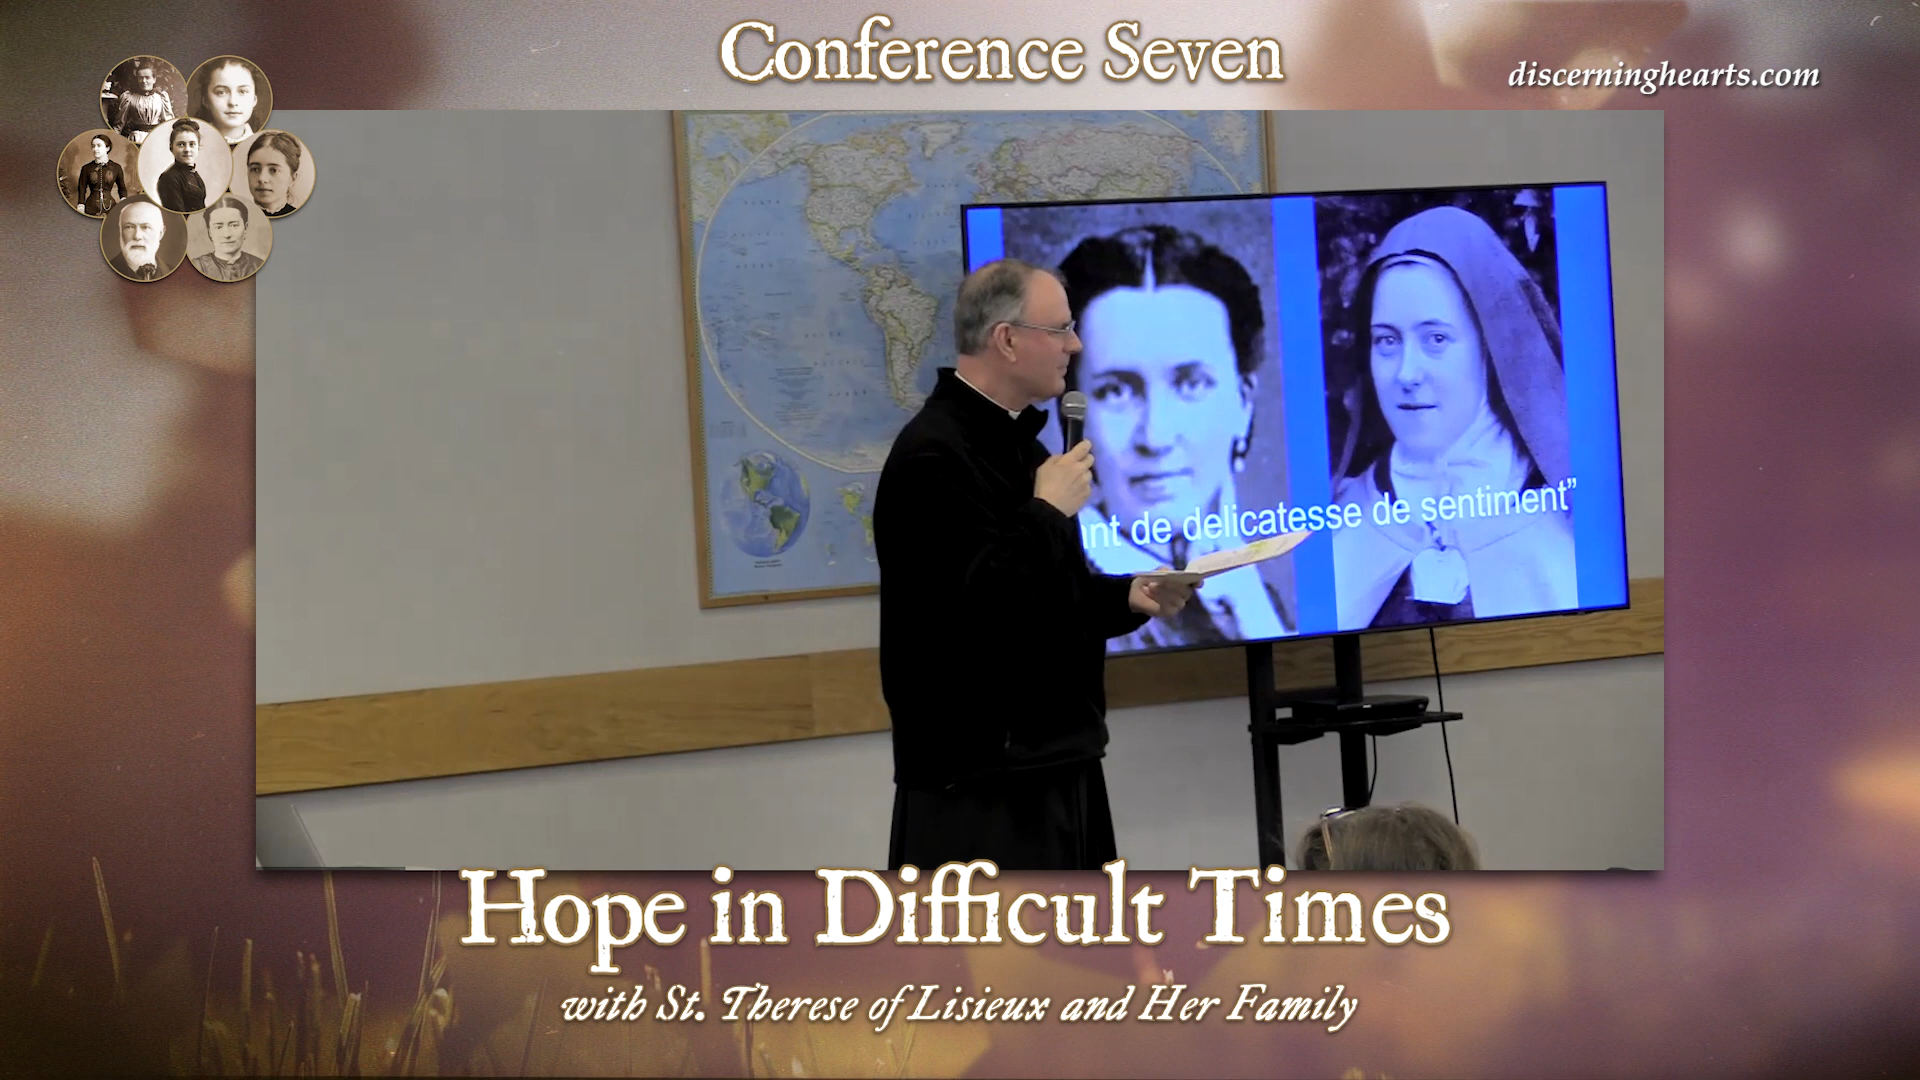 Conference Seven
discerninghearts.com
de delicatesse de sentiment”
Hope in Difficult Times
with St. Therese of Lisieux and Her Family